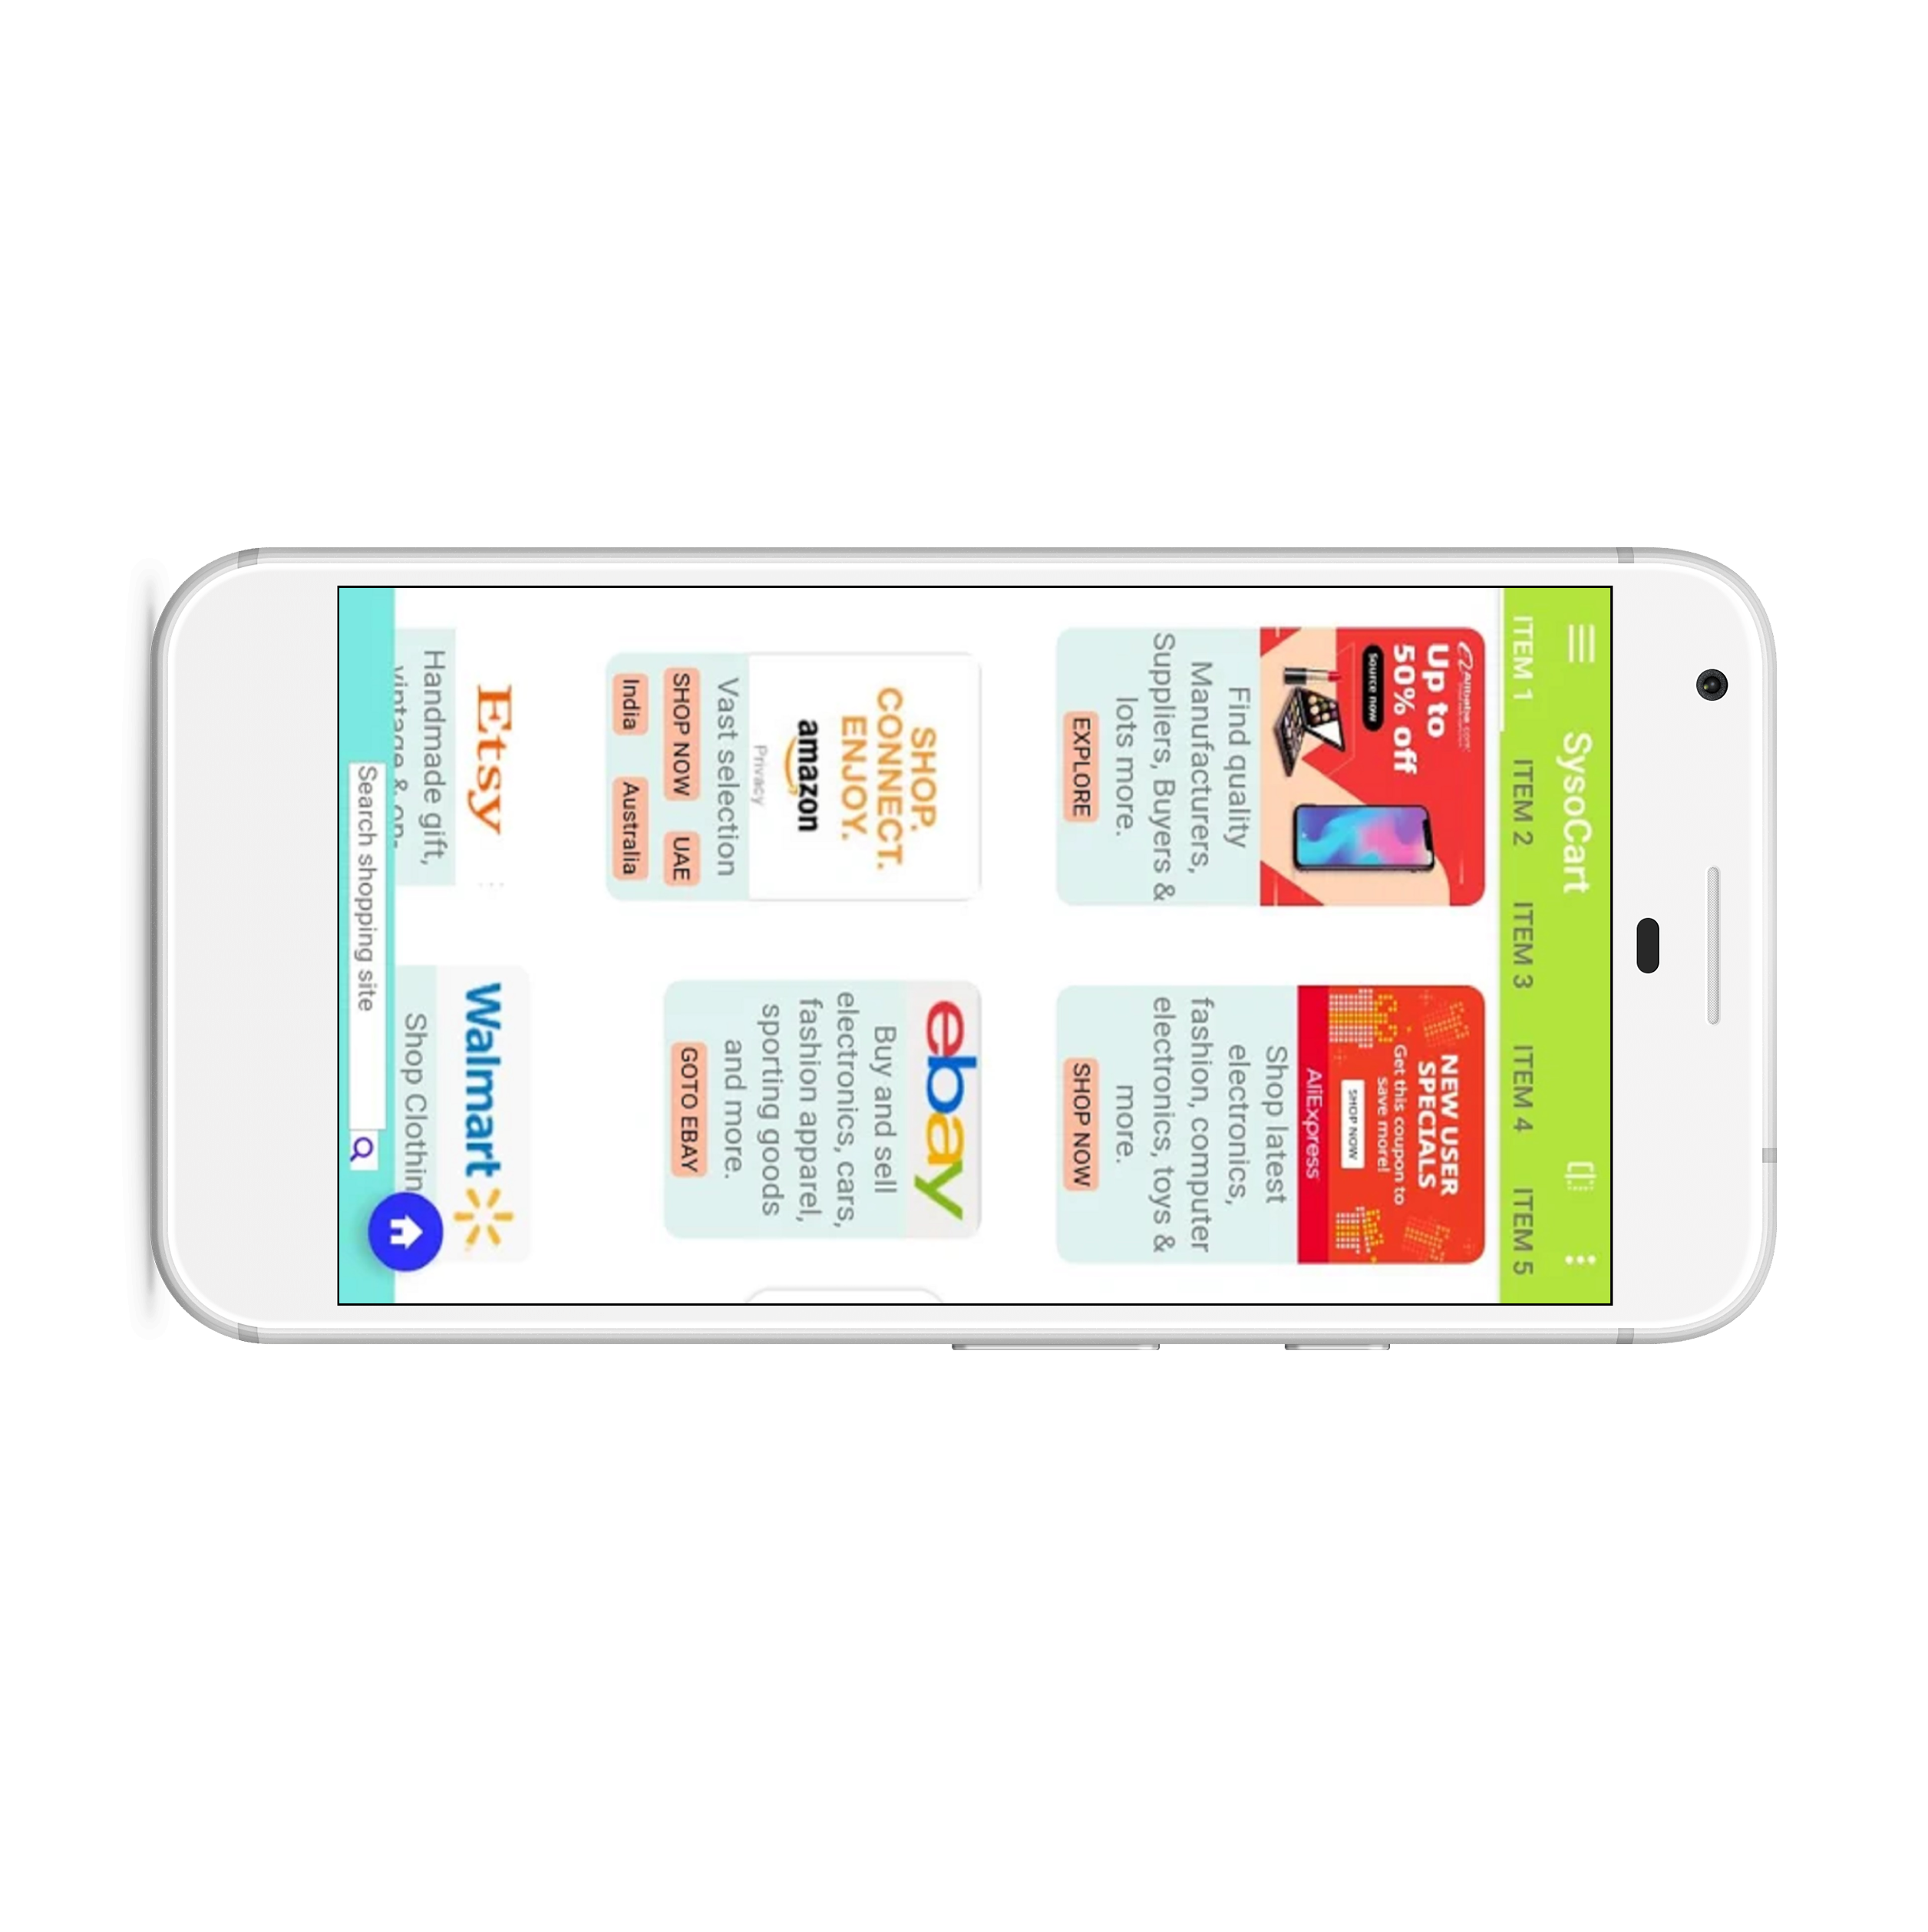 SysoCart
ITEM 1 ITEM 2 ITEM 3 ITEM 4 ITEM 5
Alibaba.com
Up to
50% off
Source now
Find quality
Manufacturers,
Suppliers, Buyers &
lots more.
EXPLORE
NEW USER
SPECIALS
Get this coupon to
save more!
SHOP NOW
AliExpress
Shop latest
electronics,
fashion, computer
electronics, toys &
more.
SHOP NOW
SHOP.
CONNECT.
ENJOY.
amazon
Privacy
Vast selection
SHOP NOW UAE
India Australia
ebay
Buy and sell
electronics, cars,
fashion apparel,
sporting goods
and more.
GOTO EBAY
Etsy
Handmade gift,
vintage & on-
Walmart
Shop Clothin
Search shopping site